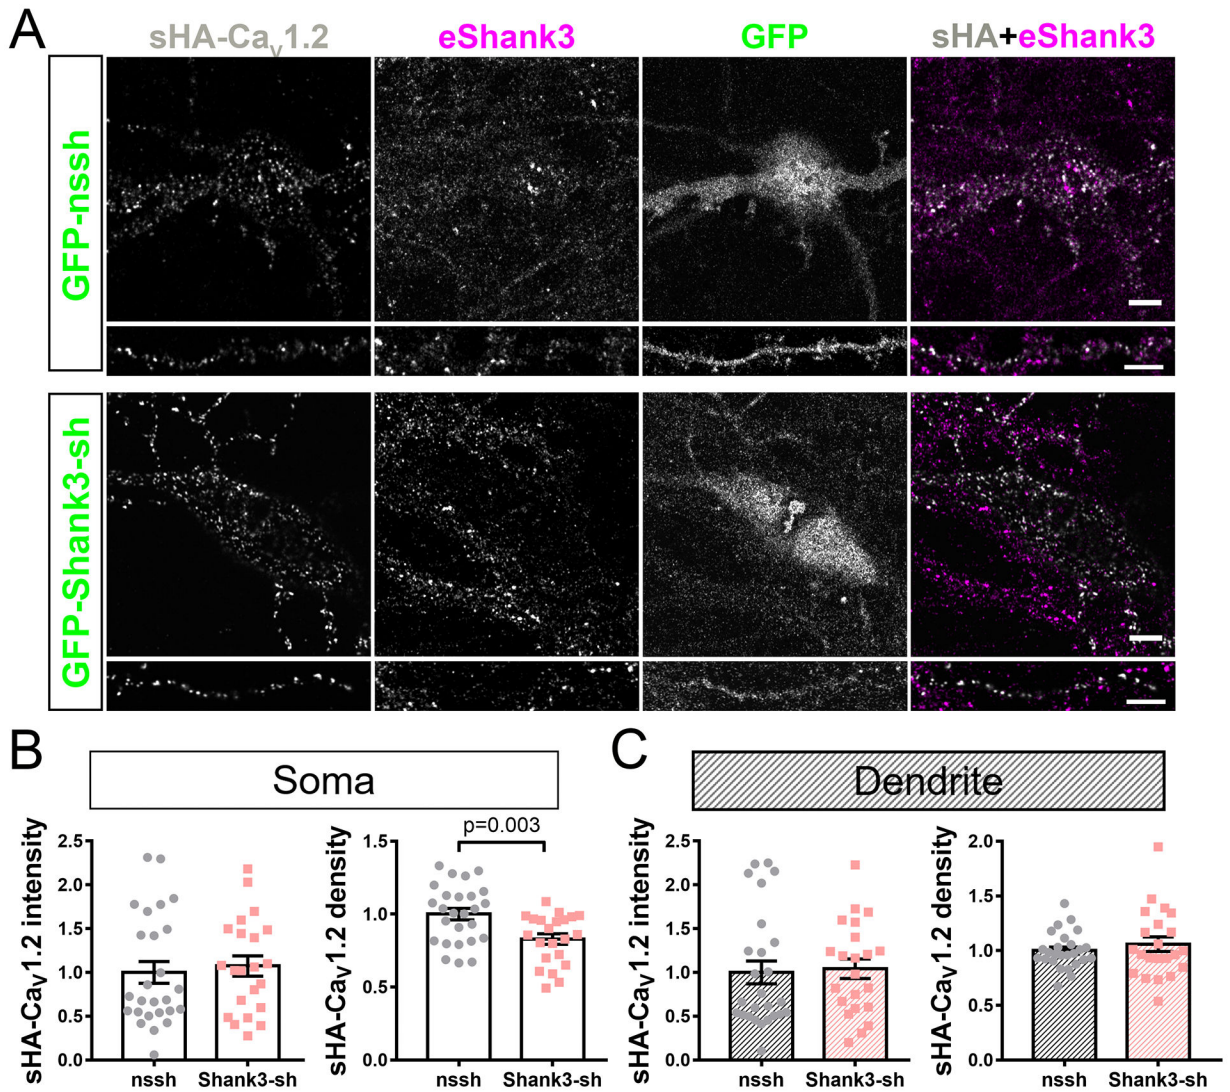 A
sHA-CaV1.2 eShank3 GFP sHA+eShank3
GFP-nssh
GFP-Shank3-sh
B
Soma
C
Dendrite
sHA-CaV1.2 intensity
2.5
2.0
1.5
1.0
0.5
0.0
nssh Shank3-sh
sHA-CaV1.2 density
1.5
1.0
0.5
0.0
p=0.003
nssh Shank3-sh
sHA-CaV1.2 intensity
2.5
2.0
1.5
1.0
0.5
0.0
nssh Shank3-sh
sHA-CaV1.2 density
2.0
1.5
1.0
0.5
0.0
nssh Shank3-sh